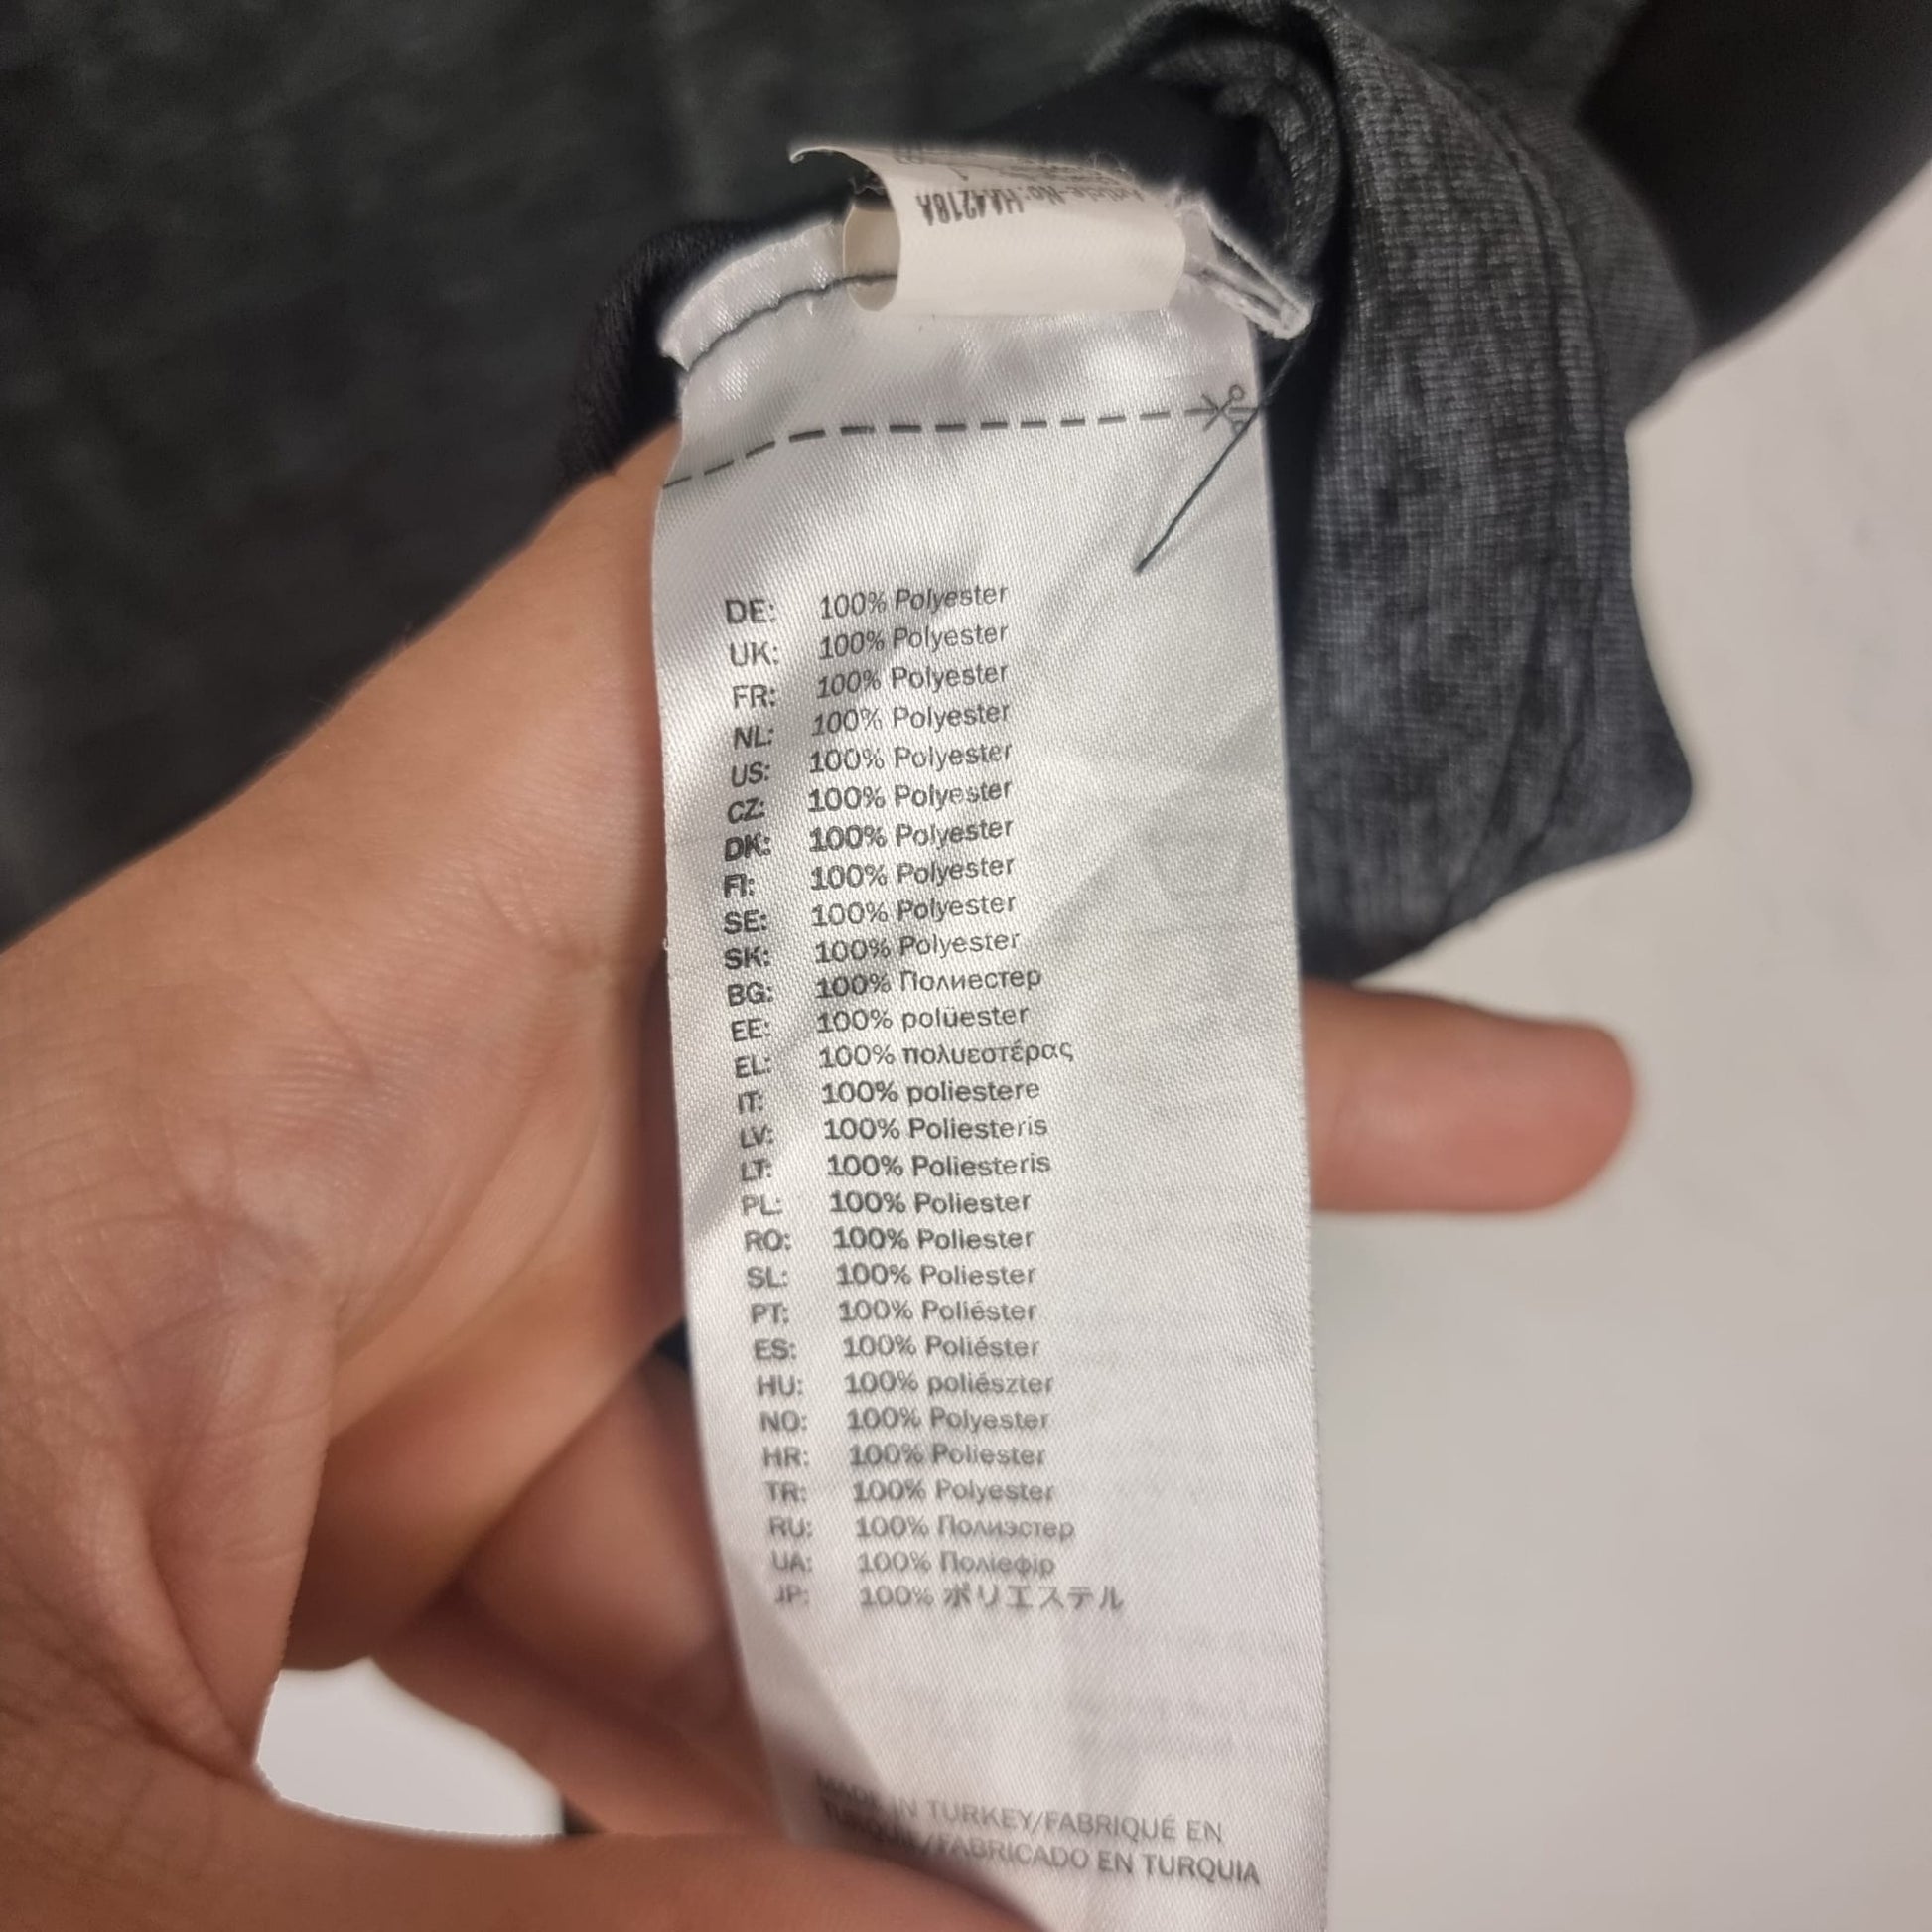 Article-No: HA4218A
DE: 100% Polyester
UK: 100% Polyester
FR: 100% Polyester
NL: 100% Polyester
US: 100% Polyester
CZ: 100% Polyester
DK: 100% Polyester
FI: 100% Polyester
SE: 100% Polyester
SK: 100% Polyester
BG: 100% Полиестер
EE: 100% polüester
EL: 100% πολυεστέρας
IT: 100% poliestere
LV: 100% Poliesteris
LT: 100% Poliesteris
PL: 100% Poliester
RO: 100% Poliester
SL: 100% Poliester
PT: 100% Poliéster
ES: 100% Poliéster
HU: 100% poliészter
NO: 100% Polyester
HR: 100% Poliester
TR: 100% Polyester
RU: 100% Полиэстер
UA: 100% Поліефір
JP: 100% ポリエステル
MADE IN TURKEY/FABRIQUÉ EN
TURQUIE/FABRICADO EN TURQUIA